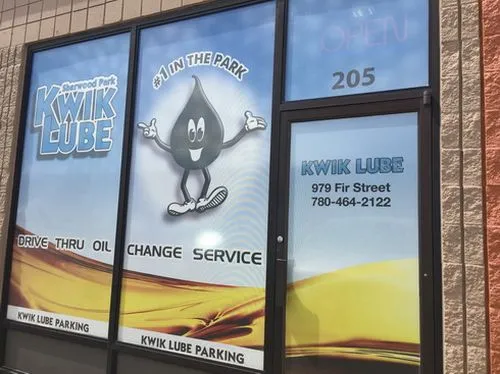 Sherwood Park
KWIK
LUBE
#1 IN THE PARK
DRIVE THRU OIL CHANGE SERVICE
KWIK LUBE PARKING
KWIK LUBE PARKING
OPEN
205
KWIK LUBE
979 Fir Street
780-464-2122